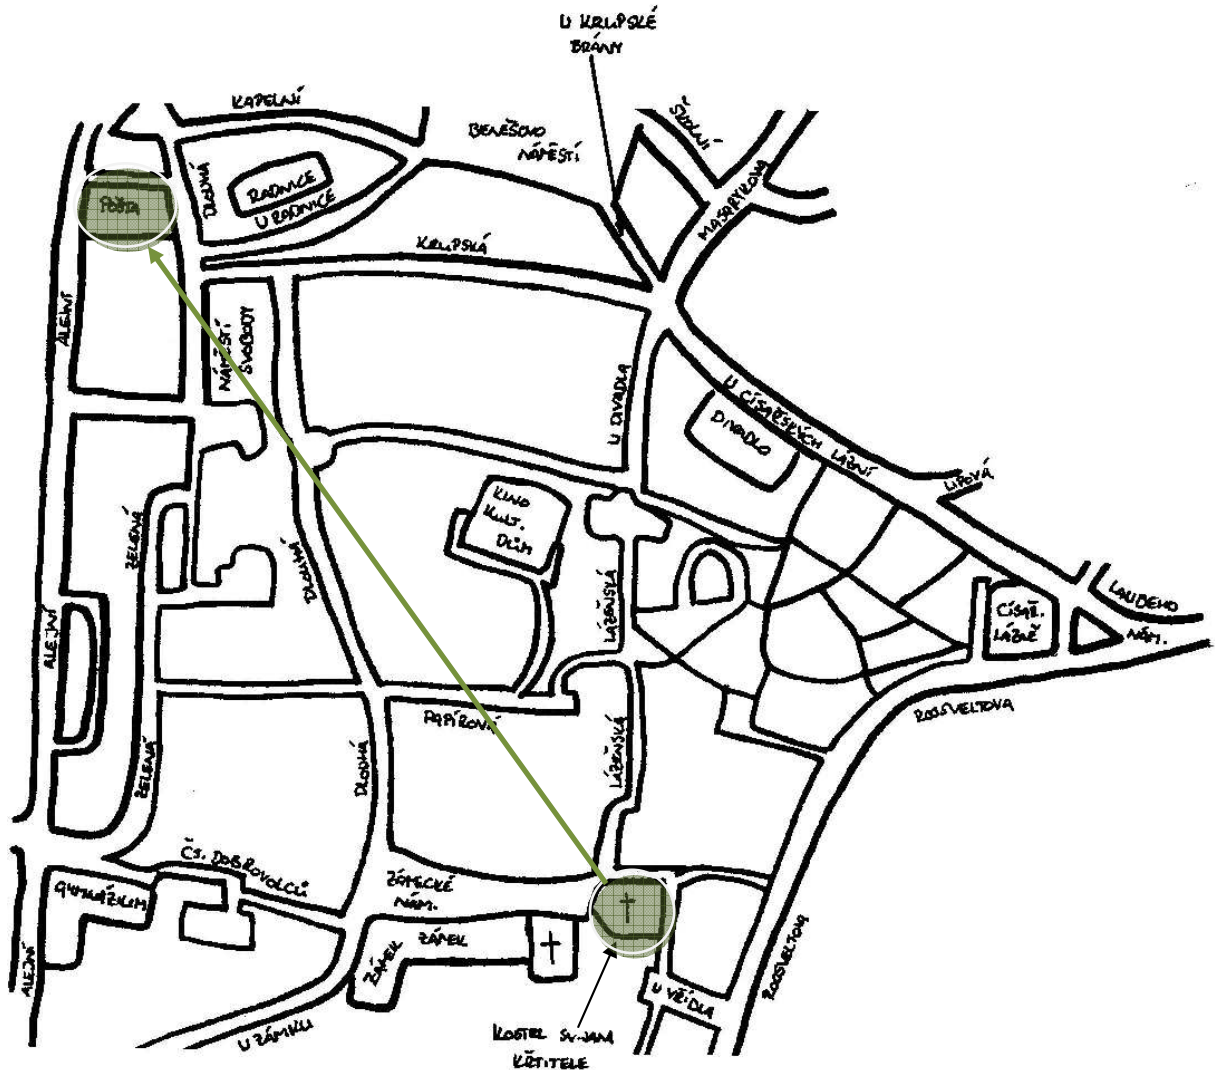 U KRUPSKÉ
BRÁNY
KAPELNÍ
ŠKOLNÍ
BENEŠOVO
NÁMĚSTÍ
MASARYKOVA
DLOUHÁ
RADNICE
U RADNICE
POŠTA
KRUPSKÁ
ALEJNÍ
NÁMĚSTÍ
SVOBODY
U DIVADLA
U CÍSAŘSKÝCH LÁZNÍ
DIVADLO
LIPOVÁ
KINO
KULT.
DŮM
ZELENÁ
DLOUHÁ
LÁZEŇSKÁ
LAUBEHO
NÁM.
CÍSAŘ.
LÁZNĚ
ALEJNÍ
ROOSVELTOVA
PAPÍROVÁ
LÁZEŇSKÁ
ZELENÁ
DLOUHÁ
ČS. DOBROVOLCŮ
ZÁMECKÉ
NÁM.
GYMNÁZIUM
ZÁMEK
ZÁMEK
ALEJNÍ
ROOSVELTOVA
U VŘÍDLA
U ZÁMKU
KOSTEL SV. JANA
KŘTITELE